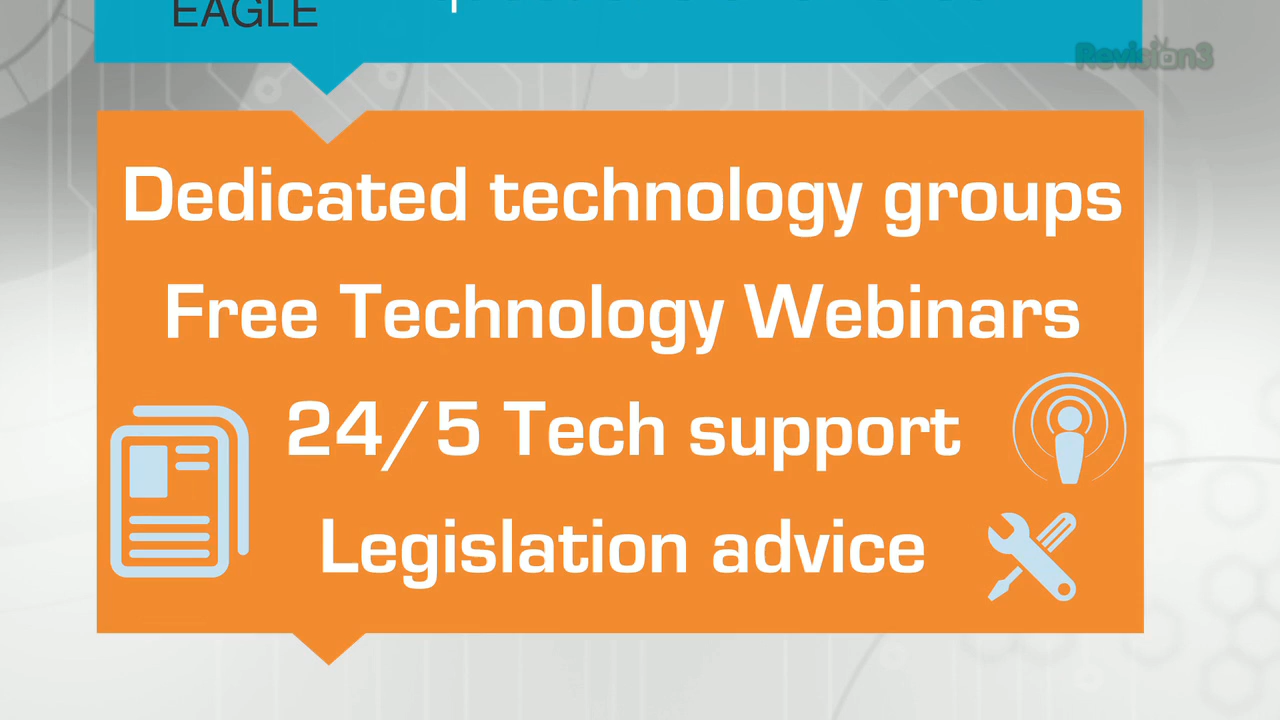 EAGLE
Revision3
Dedicated technology groups
Free Technology Webinars
24/5 Tech support
Legislation advice